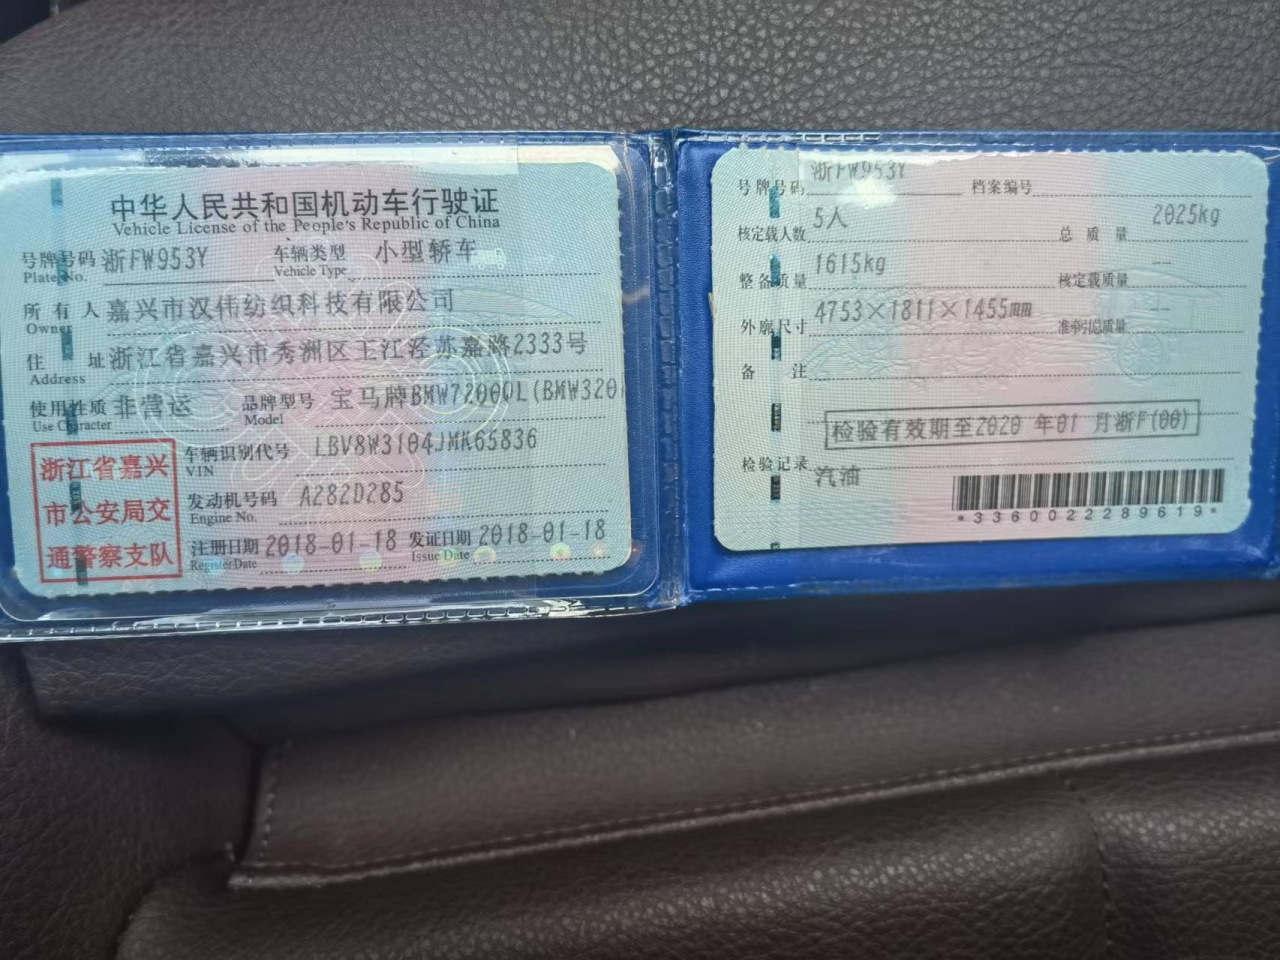 中华人民共和国机动车行驶证
Vehicle License of the People's Republic of China
号牌号码 浙FW953Y 车辆类型 小型轿车
Plate No. Vehicle Type
所有人 嘉兴市汉伟纺织科技有限公司
Owner
住址 浙江省嘉兴市秀洲区王江泾苏嘉路2333号
Address
使用性质 非营运 品牌型号 宝马牌BMW7200QL(BMW320
Use Character Model
浙江省嘉兴
市公安局交
通警察支队
车辆识别代号 LBV8W3104JMK65836
VIN
发动机号码 A282D285
Engine No.
注册日期 2018-01-18 发证日期 2018-01-18
Register Date Issue Date
号牌号码 浙FW953Y 档案编号
核定载人数 5人 总质量 2025kg
整备质量 1615kg 核定载质量 --
外廓尺寸 4753×1811×1455mm 准牵引总质量 --
备注
检验有效期至2020年01月浙F(00)
检验记录
汽油
*3360022289619*